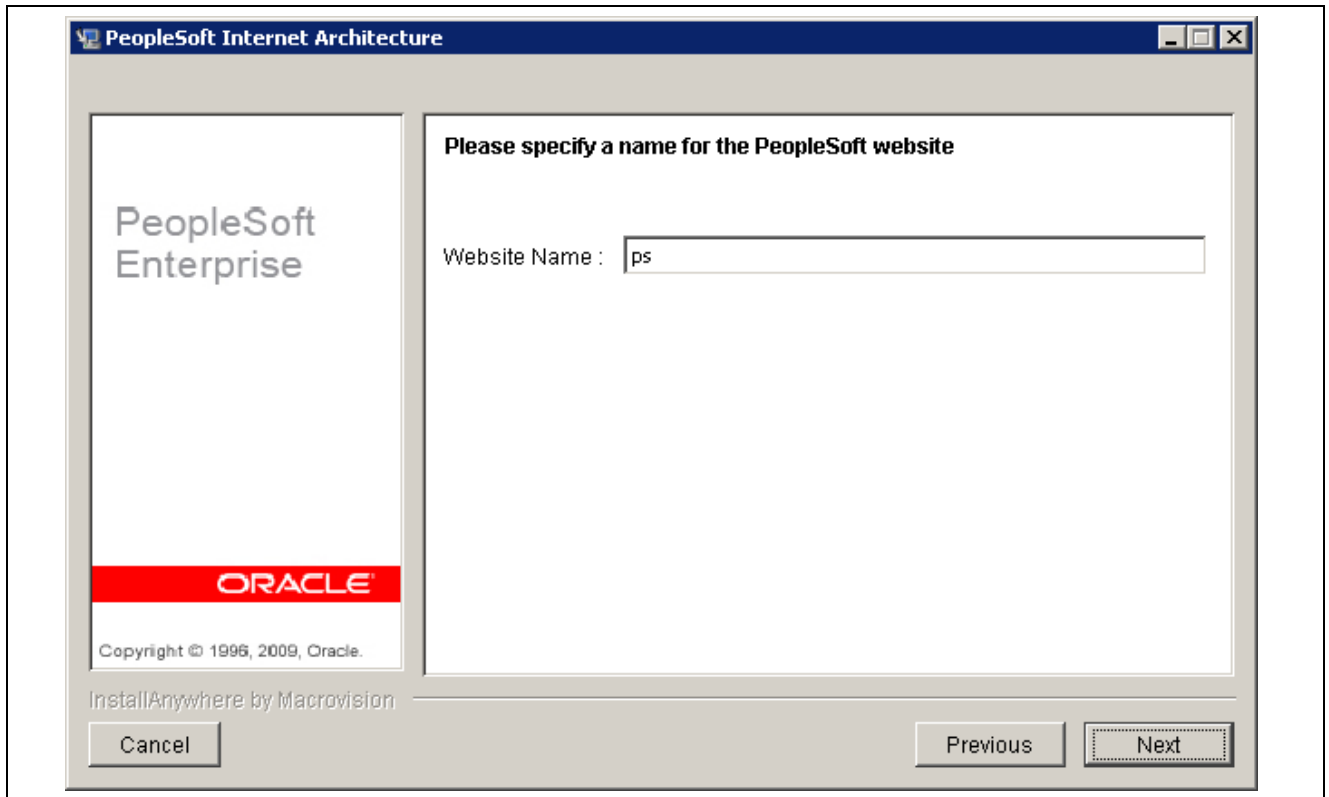 PeopleSoft Internet Architecture
PeopleSoft
Enterprise
ORACLE
Copyright © 1996, 2009, Oracle.
Please specify a name for the PeopleSoft website
Website Name :
ps
InstallAnywhere by Macrovision
Cancel
Previous
Next